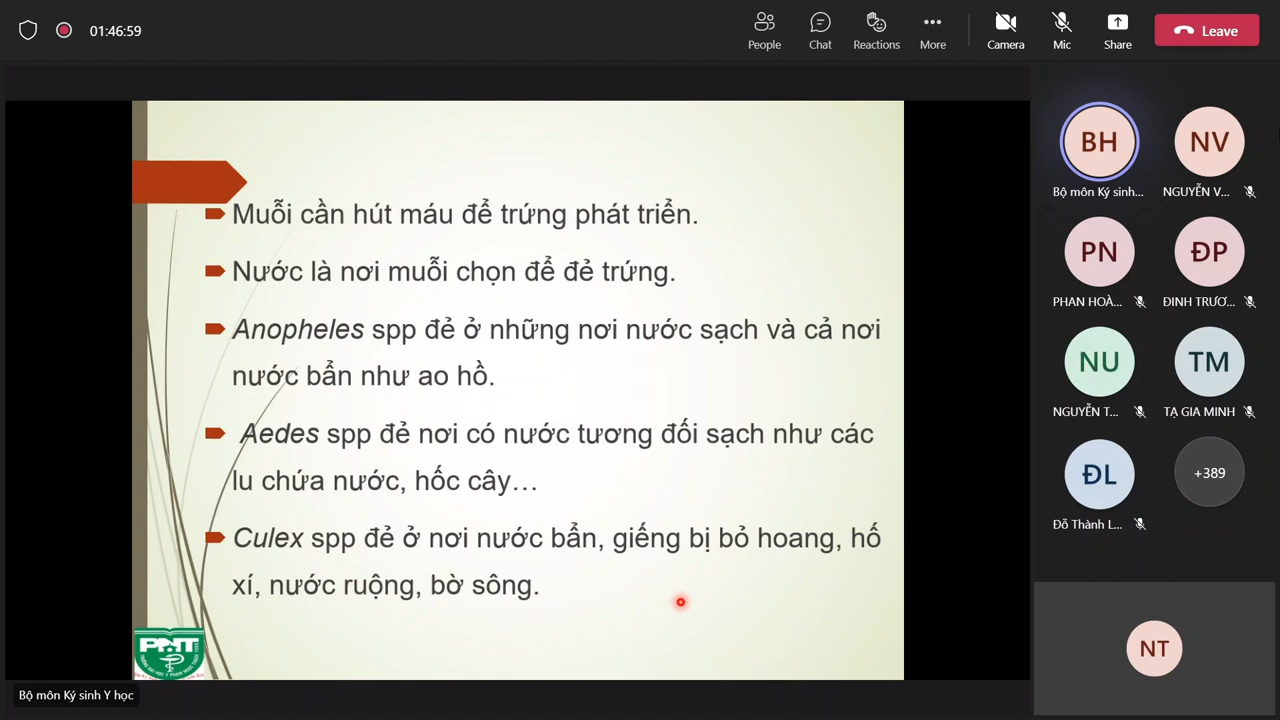 01:46:59
People
Chat
Reactions
More
Camera
Mic
Share
Leave
Muỗi cần hút máu để trứng phát triển.
Nước là nơi muỗi chọn để đẻ trứng.
Anopheles spp đẻ ở những nơi nước sạch và cả nơi
nước bẩn như ao hồ.
Aedes spp đẻ nơi có nước tương đối sạch như các
lu chứa nước, hốc cây…
Culex spp đẻ ở nơi nước bẩn, giếng bị bỏ hoang, hố
xí, nước ruộng, bờ sông.
PNT
Bộ môn Ký sinh Y học
BH
Bộ môn Ký sinh...
NV
NGUYỄN V...
PN
PHAN HOÀ...
ĐP
ĐINH TRƯƠ...
NU
NGUYỄN T...
TM
TẠ GIA MINH
ĐL
Đỗ Thành L...
+389
NT